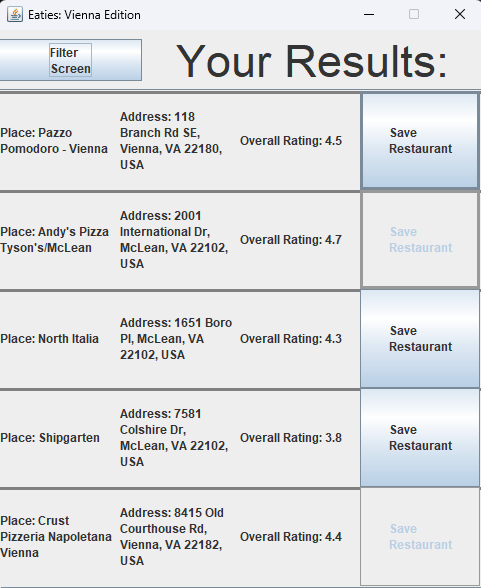 Eaties: Vienna Edition
Filter
Screen
Your Results:
Place: Pazzo
Pomodoro - Vienna
Address: 118
Branch Rd SE,
Vienna, VA 22180,
USA
Overall Rating: 4.5
Save
Restaurant
Place: Andy's Pizza
Tyson's/McLean
Address: 2001
International Dr,
McLean, VA 22102,
USA
Overall Rating: 4.7
Save
Restaurant
Place: North Italia
Address: 1651 Boro
Pl, McLean, VA
22102, USA
Overall Rating: 4.3
Save
Restaurant
Place: Shipgarten
Address: 7581
Colshire Dr,
McLean, VA 22102,
USA
Overall Rating: 3.8
Save
Restaurant
Place: Crust
Pizzeria Napoletana
Vienna
Address: 8415 Old
Courthouse Rd,
Vienna, VA 22182,
USA
Overall Rating: 4.4
Save
Restaurant